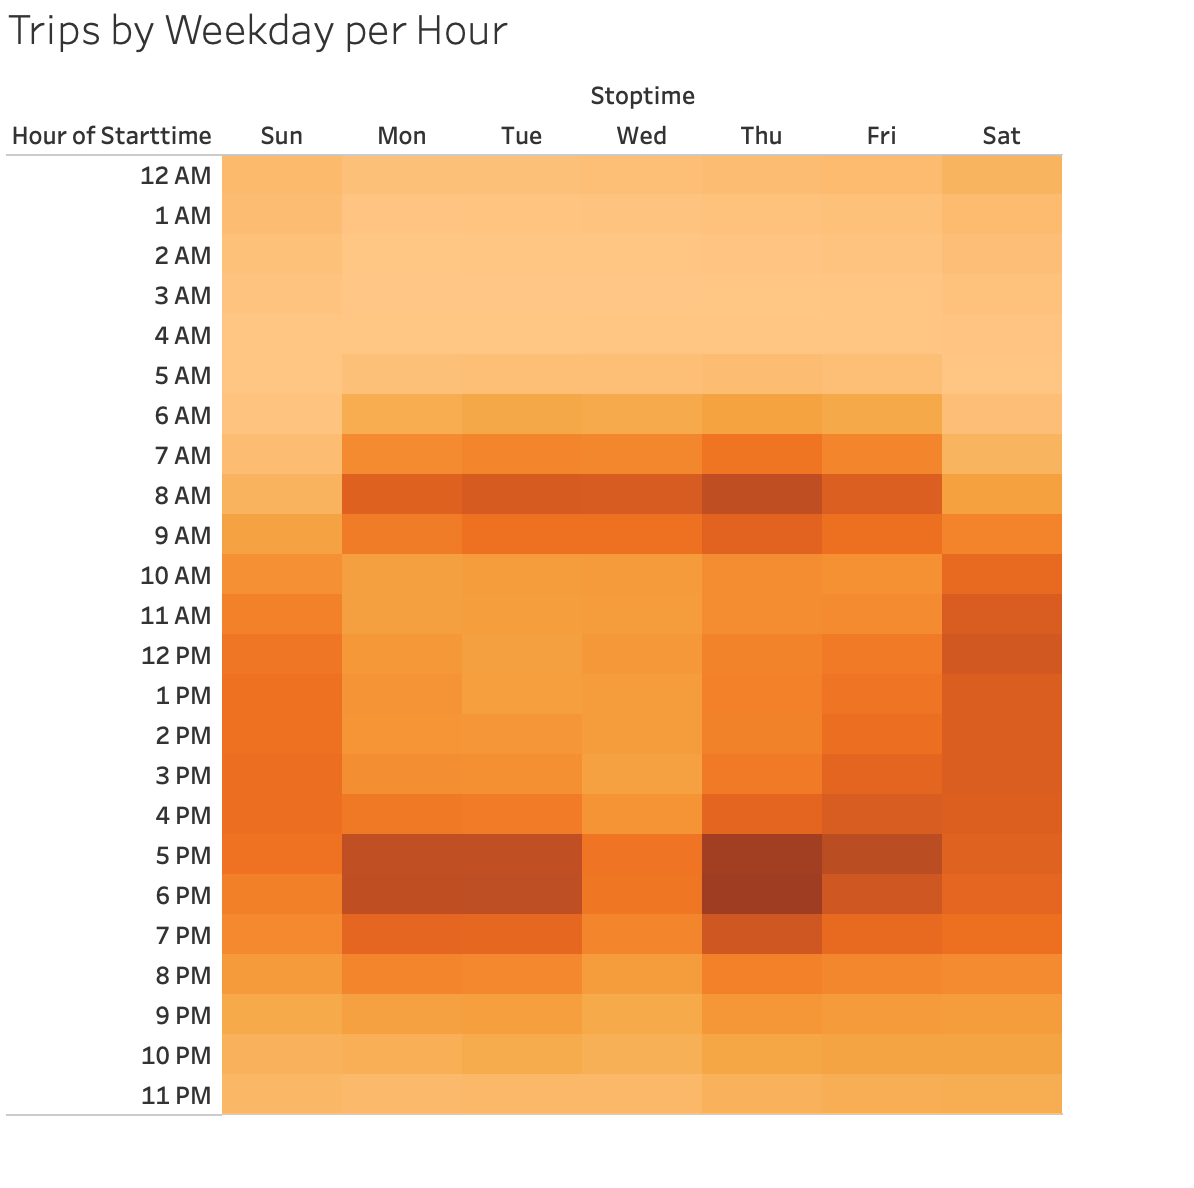 Trips by Weekday per Hour
Stoptime
Hour of Starttime Sun Mon Tue Wed Thu Fri Sat
12 AM
1 AM
2 AM
3 AM
4 AM
5 AM
6 AM
7 AM
8 AM
9 AM
10 AM
11 AM
12 PM
1 PM
2 PM
3 PM
4 PM
5 PM
6 PM
7 PM
8 PM
9 PM
10 PM
11 PM